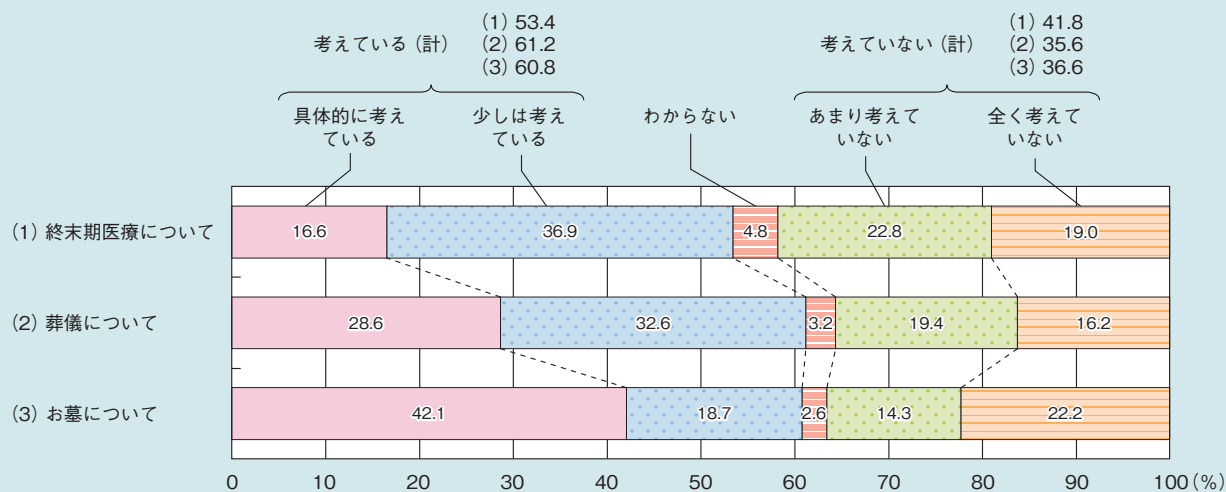 考えている（計）
(1) 53.4
(2) 61.2
(3) 60.8
考えていない（計）
(1) 41.8
(2) 35.6
(3) 36.6
具体的に考え
ている
少しは考え
ている
わからない
あまり考えて
いない
全く考えて
いない
(1) 終末期医療について
16.6 36.9 4.8 22.8 19.0
(2) 葬儀について
28.6 32.6 3.2 19.4 16.2
(3) お墓について
42.1 18.7 2.6 14.3 22.2
0 10 20 30 40 50 60 70 80 90 100 (%)